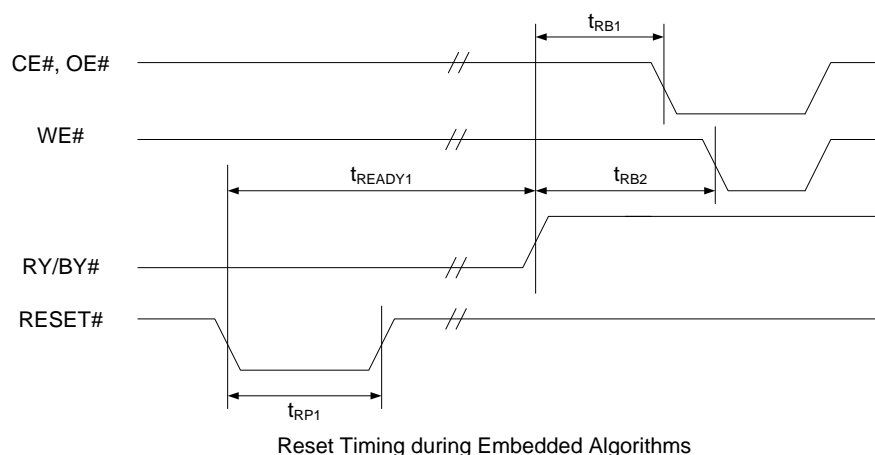 tRB1
CE#, OE#
WE#
tREADY1
tRB2
RY/BY#
RESET#
tRP1
Reset Timing during Embedded Algorithms